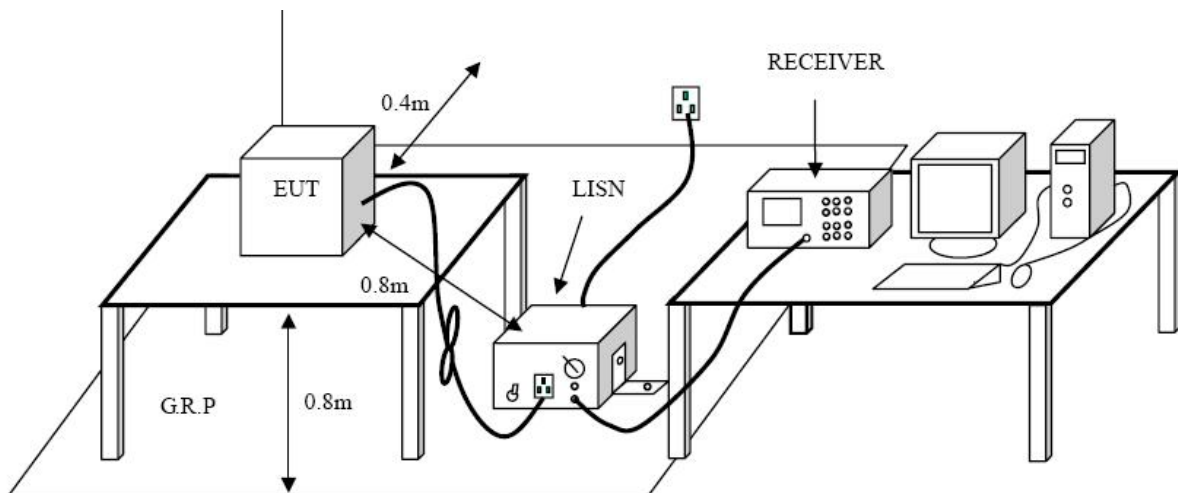 RECEIVER
0.4m
EUT
LISN
0.8m
G.R.P
0.8m